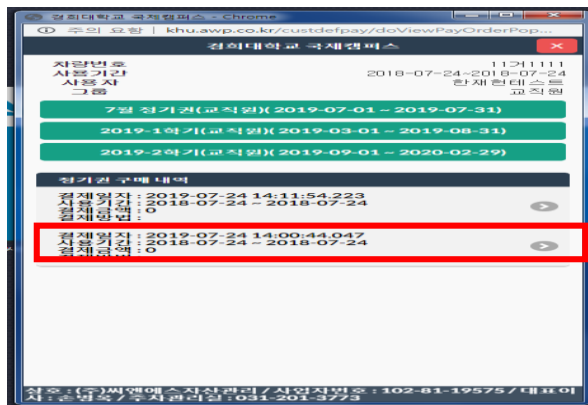 경희대학교 국제캠퍼스 - Chrome
주의 요함 | khu.awp.co.kr/custdefpay/doViewPayOrderPop...
경희대학교 국제캠퍼스
차량번호 11거1111
사용기간 2018-07-24~2018-07-24
사용자 한재현테스트
그룹 교직원
7월 정기권(교직원)( 2019-07-01 ~ 2019-07-31)
2019-1학기(교직원)( 2019-03-01 ~ 2019-08-31)
2019-2학기(교직원)( 2019-09-01 ~ 2020-02-29)
정기권 구매 내역
결제일자 : 2019-07-24 14:11:54.223
사용기간 : 2018-07-24 ~ 2018-07-24
결제금액 : 0
결제방법 :
결제일자 : 2019-07-24 14:00:44.047
사용기간 : 2018-07-24 ~ 2018-07-24
결제금액 : 0
결제방법 :
상호 : (주)씨앤에스자산관리 / 사업자번호 : 102-81-19575 / 대표이
사 : 손병욱 / 주차관리실 : 031-201-3773